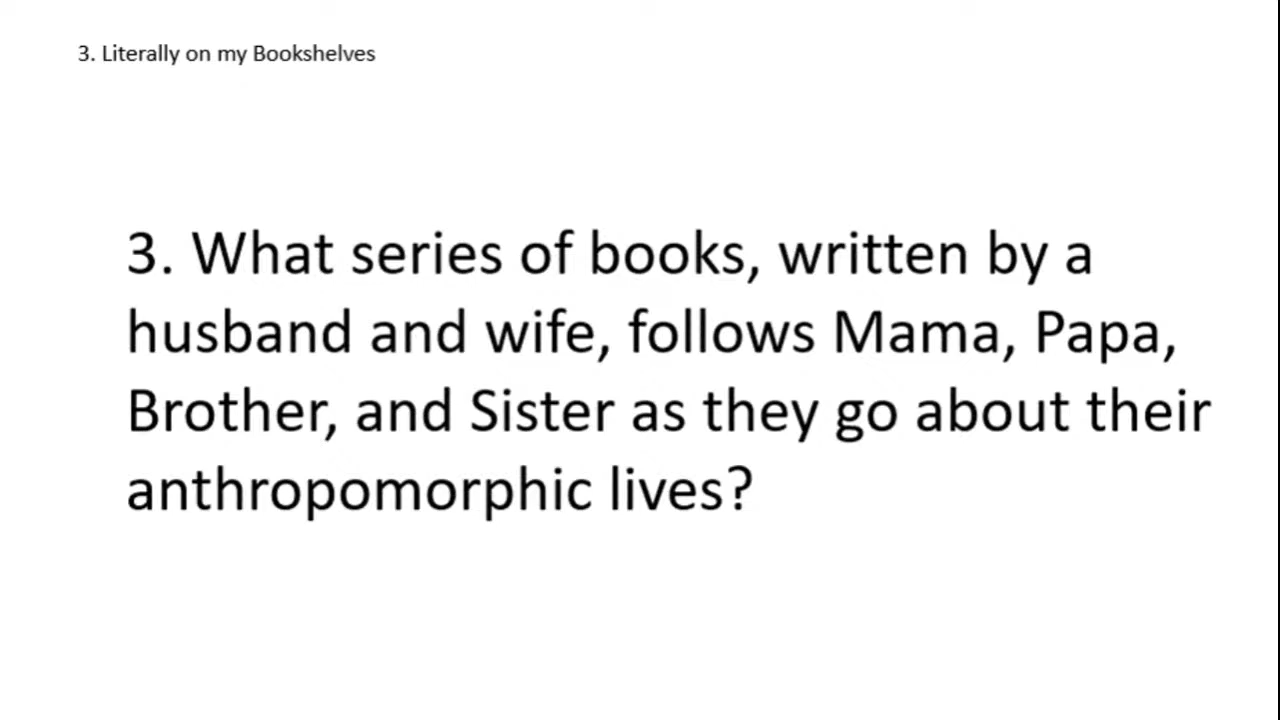 3. Literally on my Bookshelves
3. What series of books, written by a
husband and wife, follows Mama, Papa,
Brother, and Sister as they go about their
anthropomorphic lives?